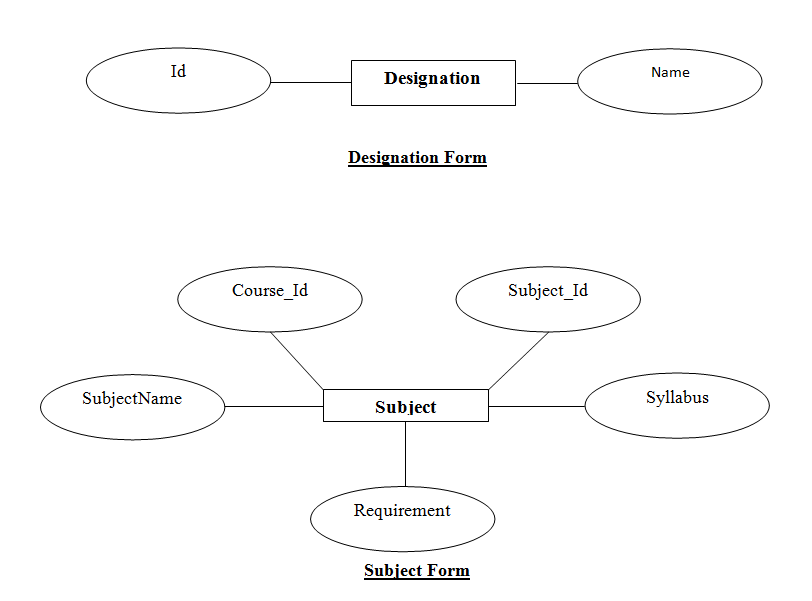 Id
Designation
Name
Designation Form
Course_Id
Subject_Id
SubjectName
Subject
Syllabus
Requirement
Subject Form